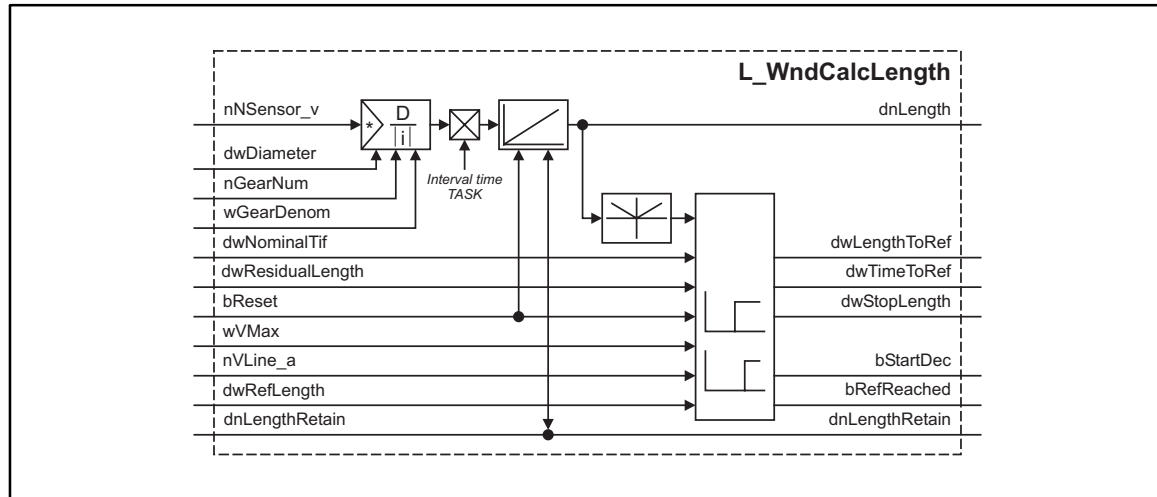 L_WndCalcLength
nNSensor_v
* D
|i|
dnLength
dwDiameter
Interval time
TASK
nGearNum
wGearDenom
dwNominalTif
dwLengthToRef
dwResidualLength
dwTimeToRef
bReset
dwStopLength
wVMax
nVLine_a
bStartDec
dwRefLength
bRefReached
dnLengthRetain
dnLengthRetain